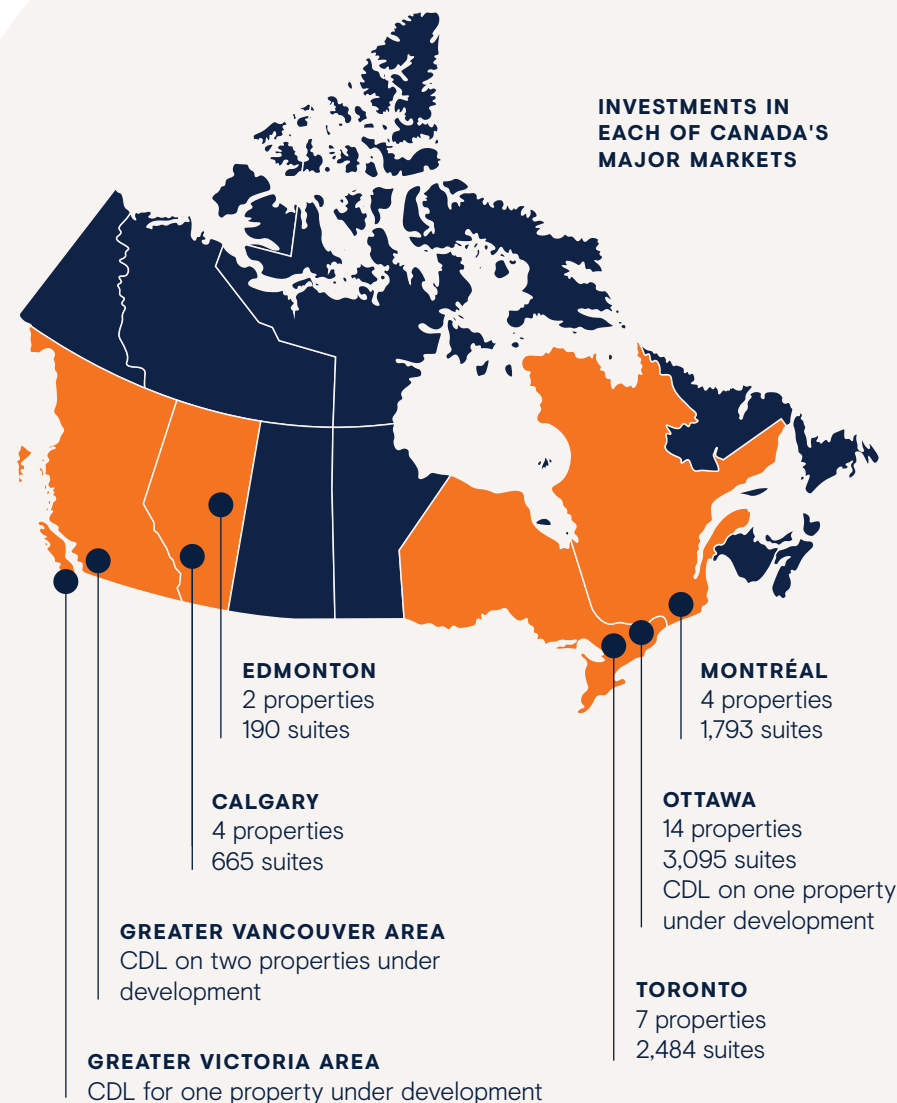 INVESTMENTS IN
EACH OF CANADA'S
MAJOR MARKETS
EDMONTON
2 properties
190 suites
CALGARY
4 properties
665 suites
GREATER VANCOUVER AREA
CDL on two properties under
development
GREATER VICTORIA AREA
CDL for one property under development
MONTRÉAL
4 properties
1,793 suites
OTTAWA
14 properties
3,095 suites
CDL on one property
under development
TORONTO
7 properties
2,484 suites